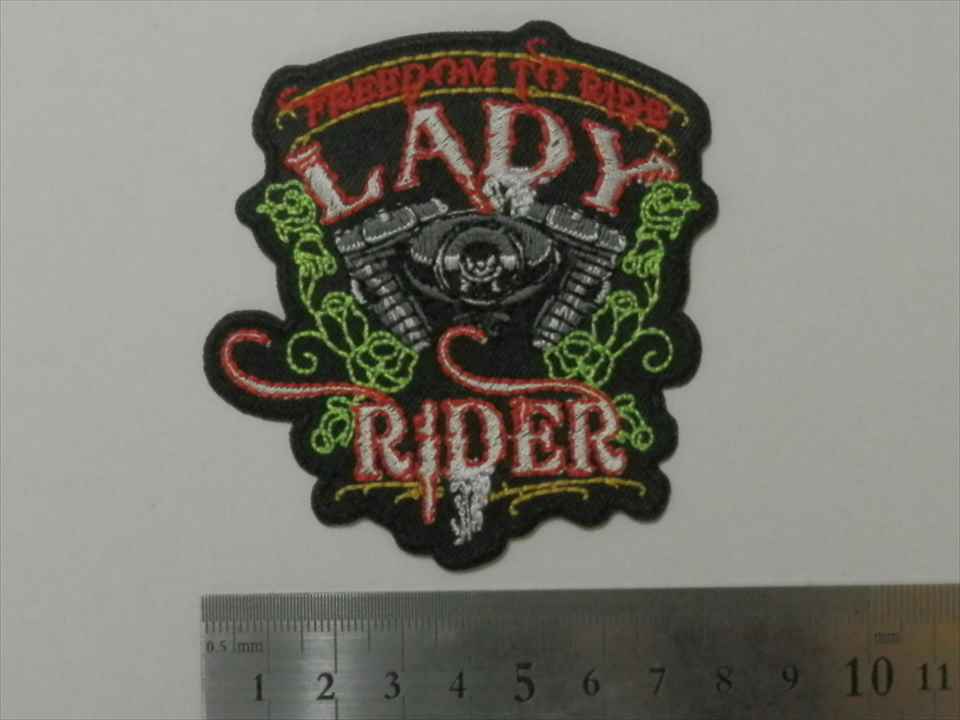 FREEDOM TO RIDE
LADY
RIDER
0.5 mm
mm
1 2 3 4 5 6 7 8 9 10 11